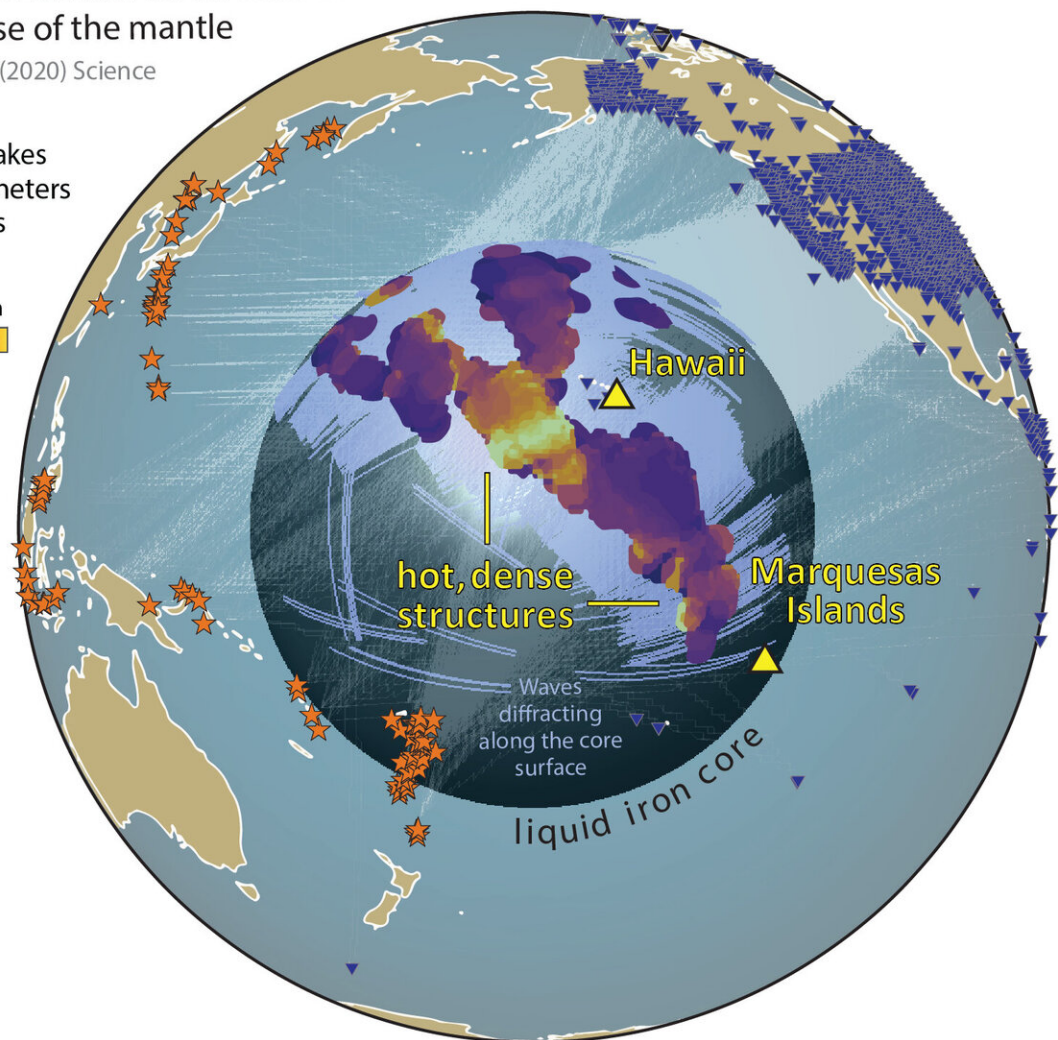 se of the mantle
(2020) Science
akes
neters
s
Hawaii
hot, dense
structures
Marquesas
Islands
Waves
diffracting
along the core
surface
liquid iron core